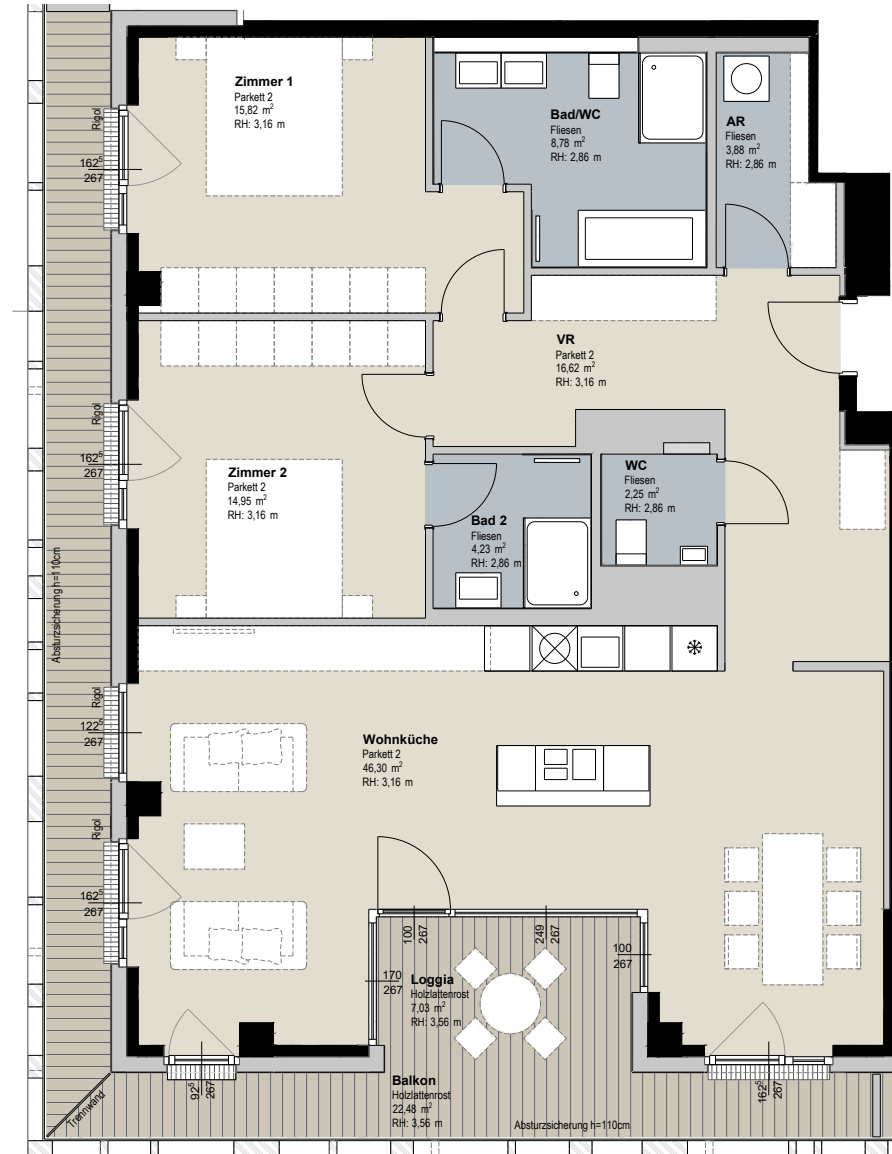 Zimmer 1
Parkett 2
15,82 m²
RH: 3,16 m
Bad/WC
Fliesen
8,78 m²
RH: 2,86 m
AR
Fliesen
3,88 m²
RH: 2,86 m
Rigol
162⁵
267
VR
Parkett 2
16,62 m²
RH: 3,16 m
Rigol
162⁵
267
Zimmer 2
Parkett 2
14,95 m²
RH: 3,16 m
WC
Fliesen
2,25 m²
RH: 2,86 m
Bad 2
Fliesen
4,23 m²
RH: 2,86 m
Absturzsicherung h=110cm
Rigol
122⁵
267
Wohnküche
Parkett 2
46,30 m²
RH: 3,16 m
Rigol
162⁵
267
100
267
249
267
100
267
170
267
Loggia
Holzlattenrost
7,03 m²
RH: 3,56 m
92⁵
267
162⁵
267
Balkon
Holzlattenrost
22,48 m²
RH: 3,56 m
Trennwand
Absturzsicherung h=110cm